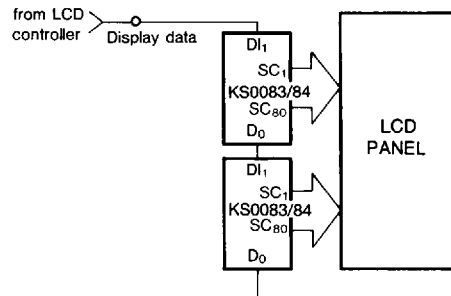 from LCD
controller
Display data
DI₁
SC₁
KS0083/84
SC₈₀
D₀
DI₁
SC₁
KS0083/84
SC₈₀
D₀
LCD
PANEL